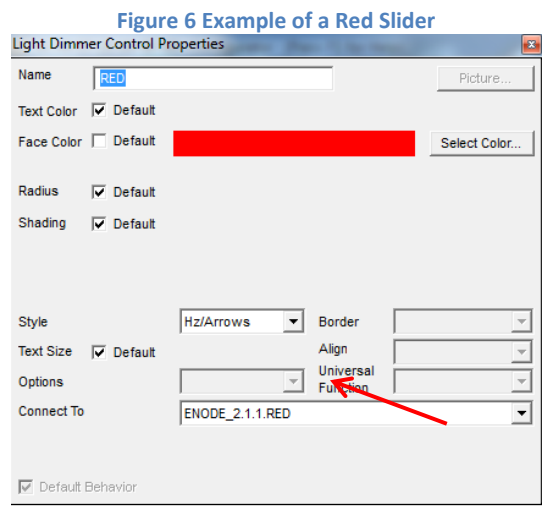 Figure 6 Example of a Red Slider
Light Dimmer Control Properties
Name RED Picture...
Text Color Default
Face Color Default Select Color...
Radius Default
Shading Default
Style Hz/Arrows Border
Text Size Default Align
Options Universal Function
Connect To ENODE_2.1.1.RED
Default Behavior